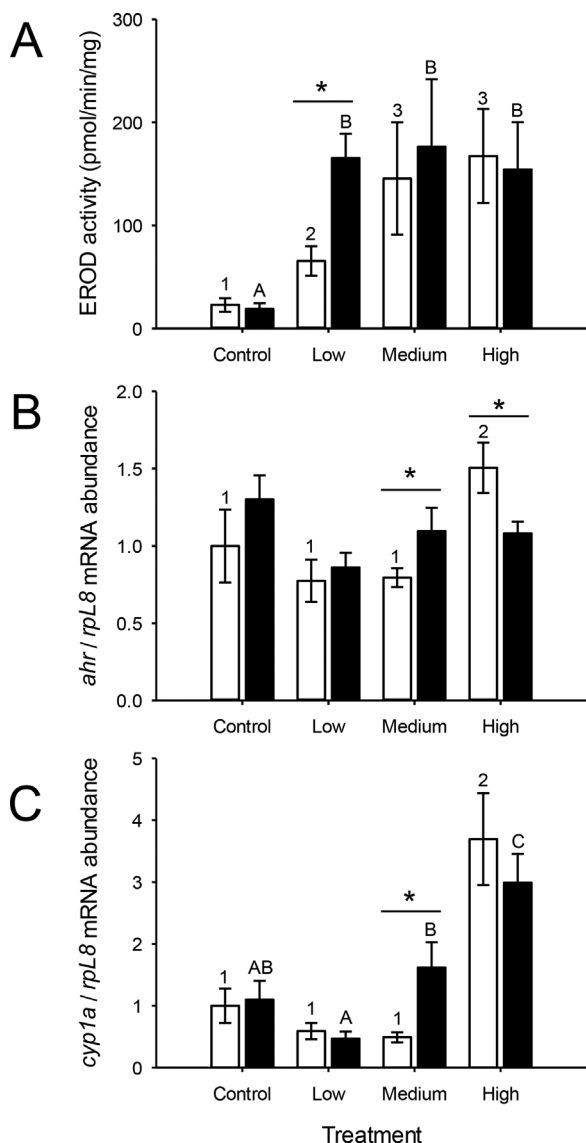 A
EROD activity (pmol/min/mg)
300
200
100
0
*
1
A
2
B
3
B
3
B
Control Low Medium High
B
ahr / rpL8 mRNA abundance
2.0
1.5
1.0
0.5
0.0
1
1
*
1
*
2
Control Low Medium High
C
cyp1a / rpL8 mRNA abundance
5
4
3
2
1
0
1
AB
1
A
*
1
B
2
C
Control Low Medium High
Treatment